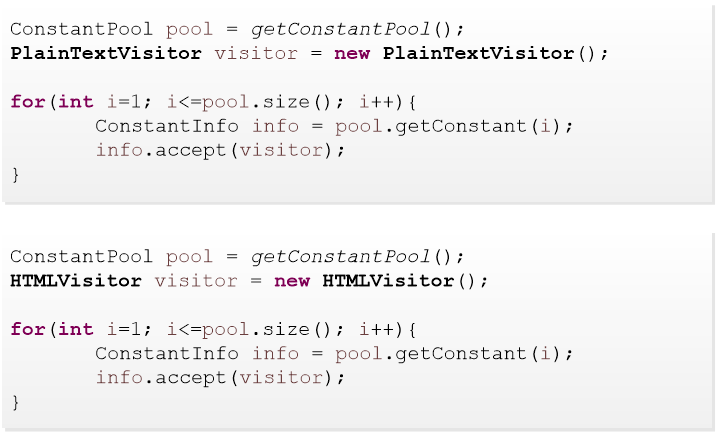 ConstantPool pool = getConstantPool();
PlainTextVisitor visitor = new PlainTextVisitor();
for(int i=1; i<=pool.size(); i++){
ConstantInfo info = pool.getConstant(i);
info.accept(visitor);
}
ConstantPool pool = getConstantPool();
HTMLVisitor visitor = new HTMLVisitor();
for(int i=1; i<=pool.size(); i++){
ConstantInfo info = pool.getConstant(i);
info.accept(visitor);
}